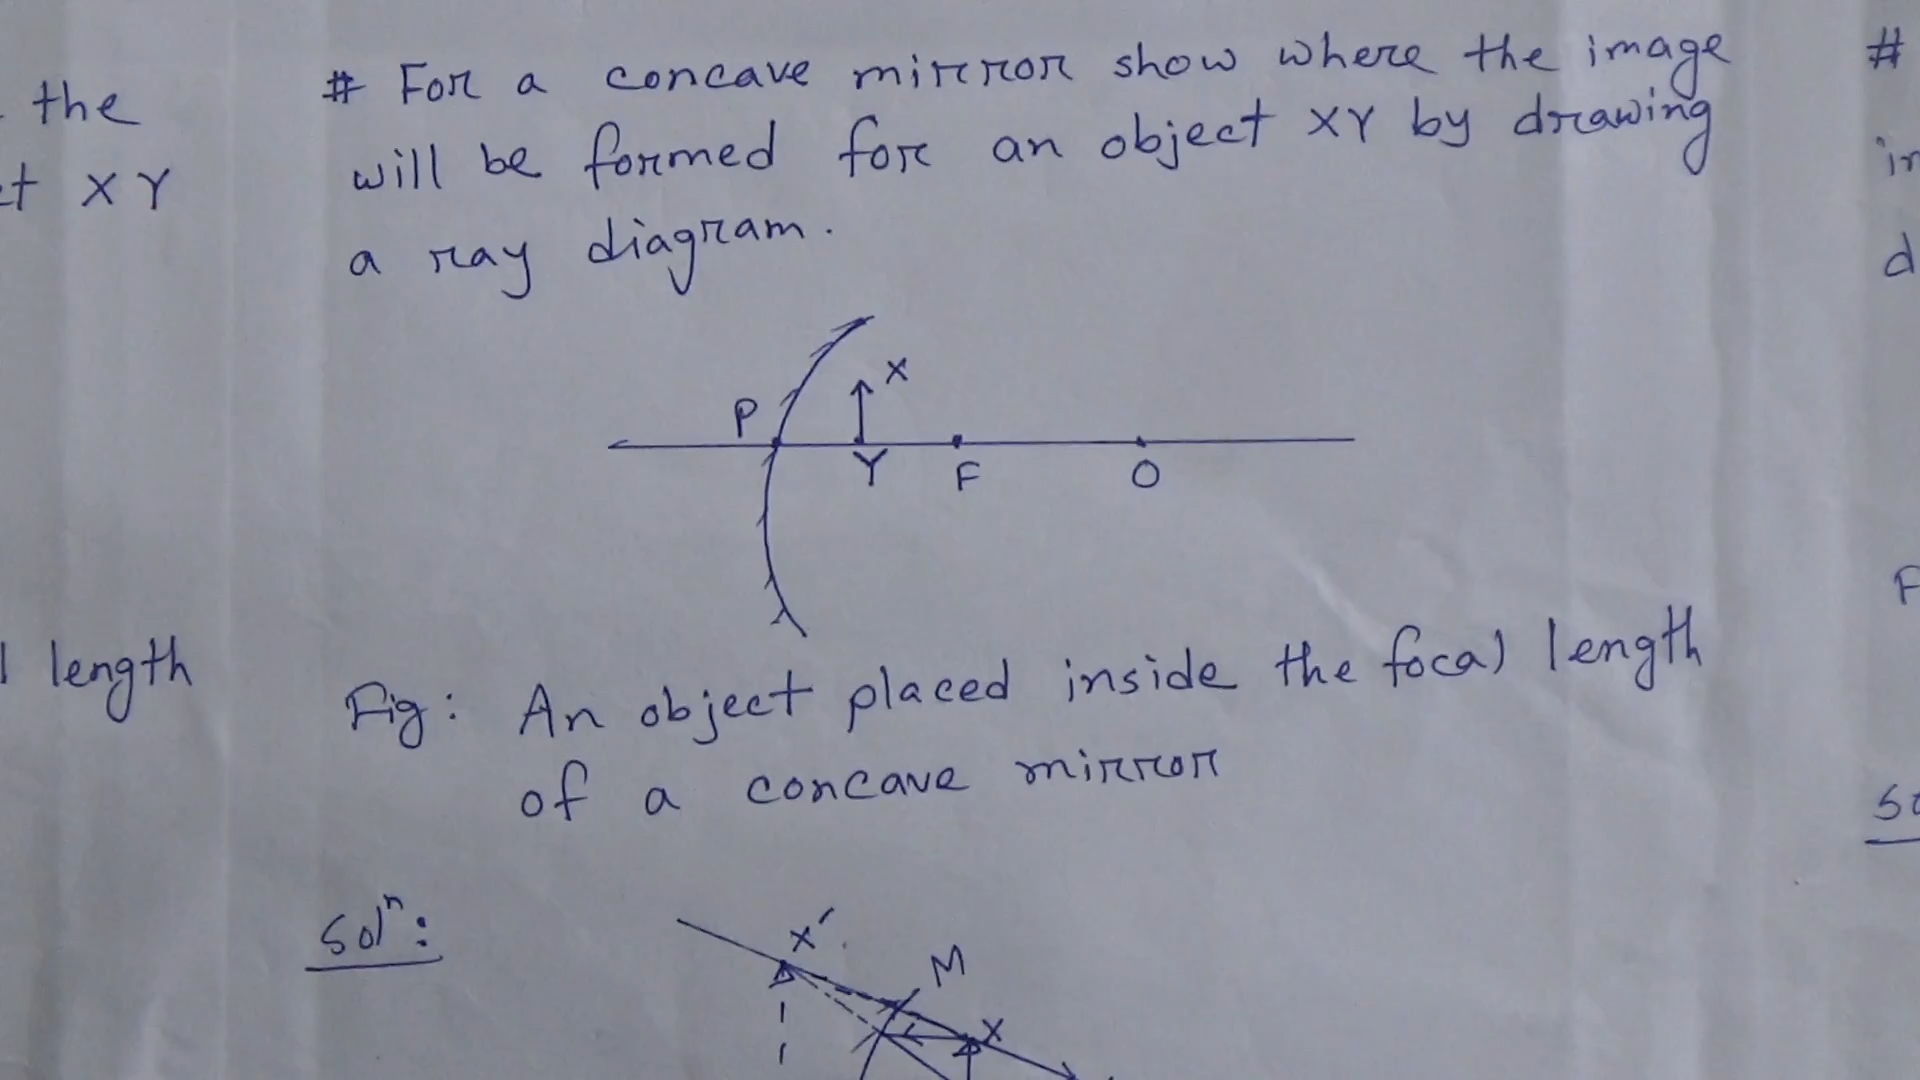 the
# For a concave mirror show where the image
#
will be formed for an object XY by drawing
XY
a ray diagram.
d
X
P
Y
F
O
length
Fig: An object placed inside the focal length
of a concave mirror
Solⁿ:
X'
M
X